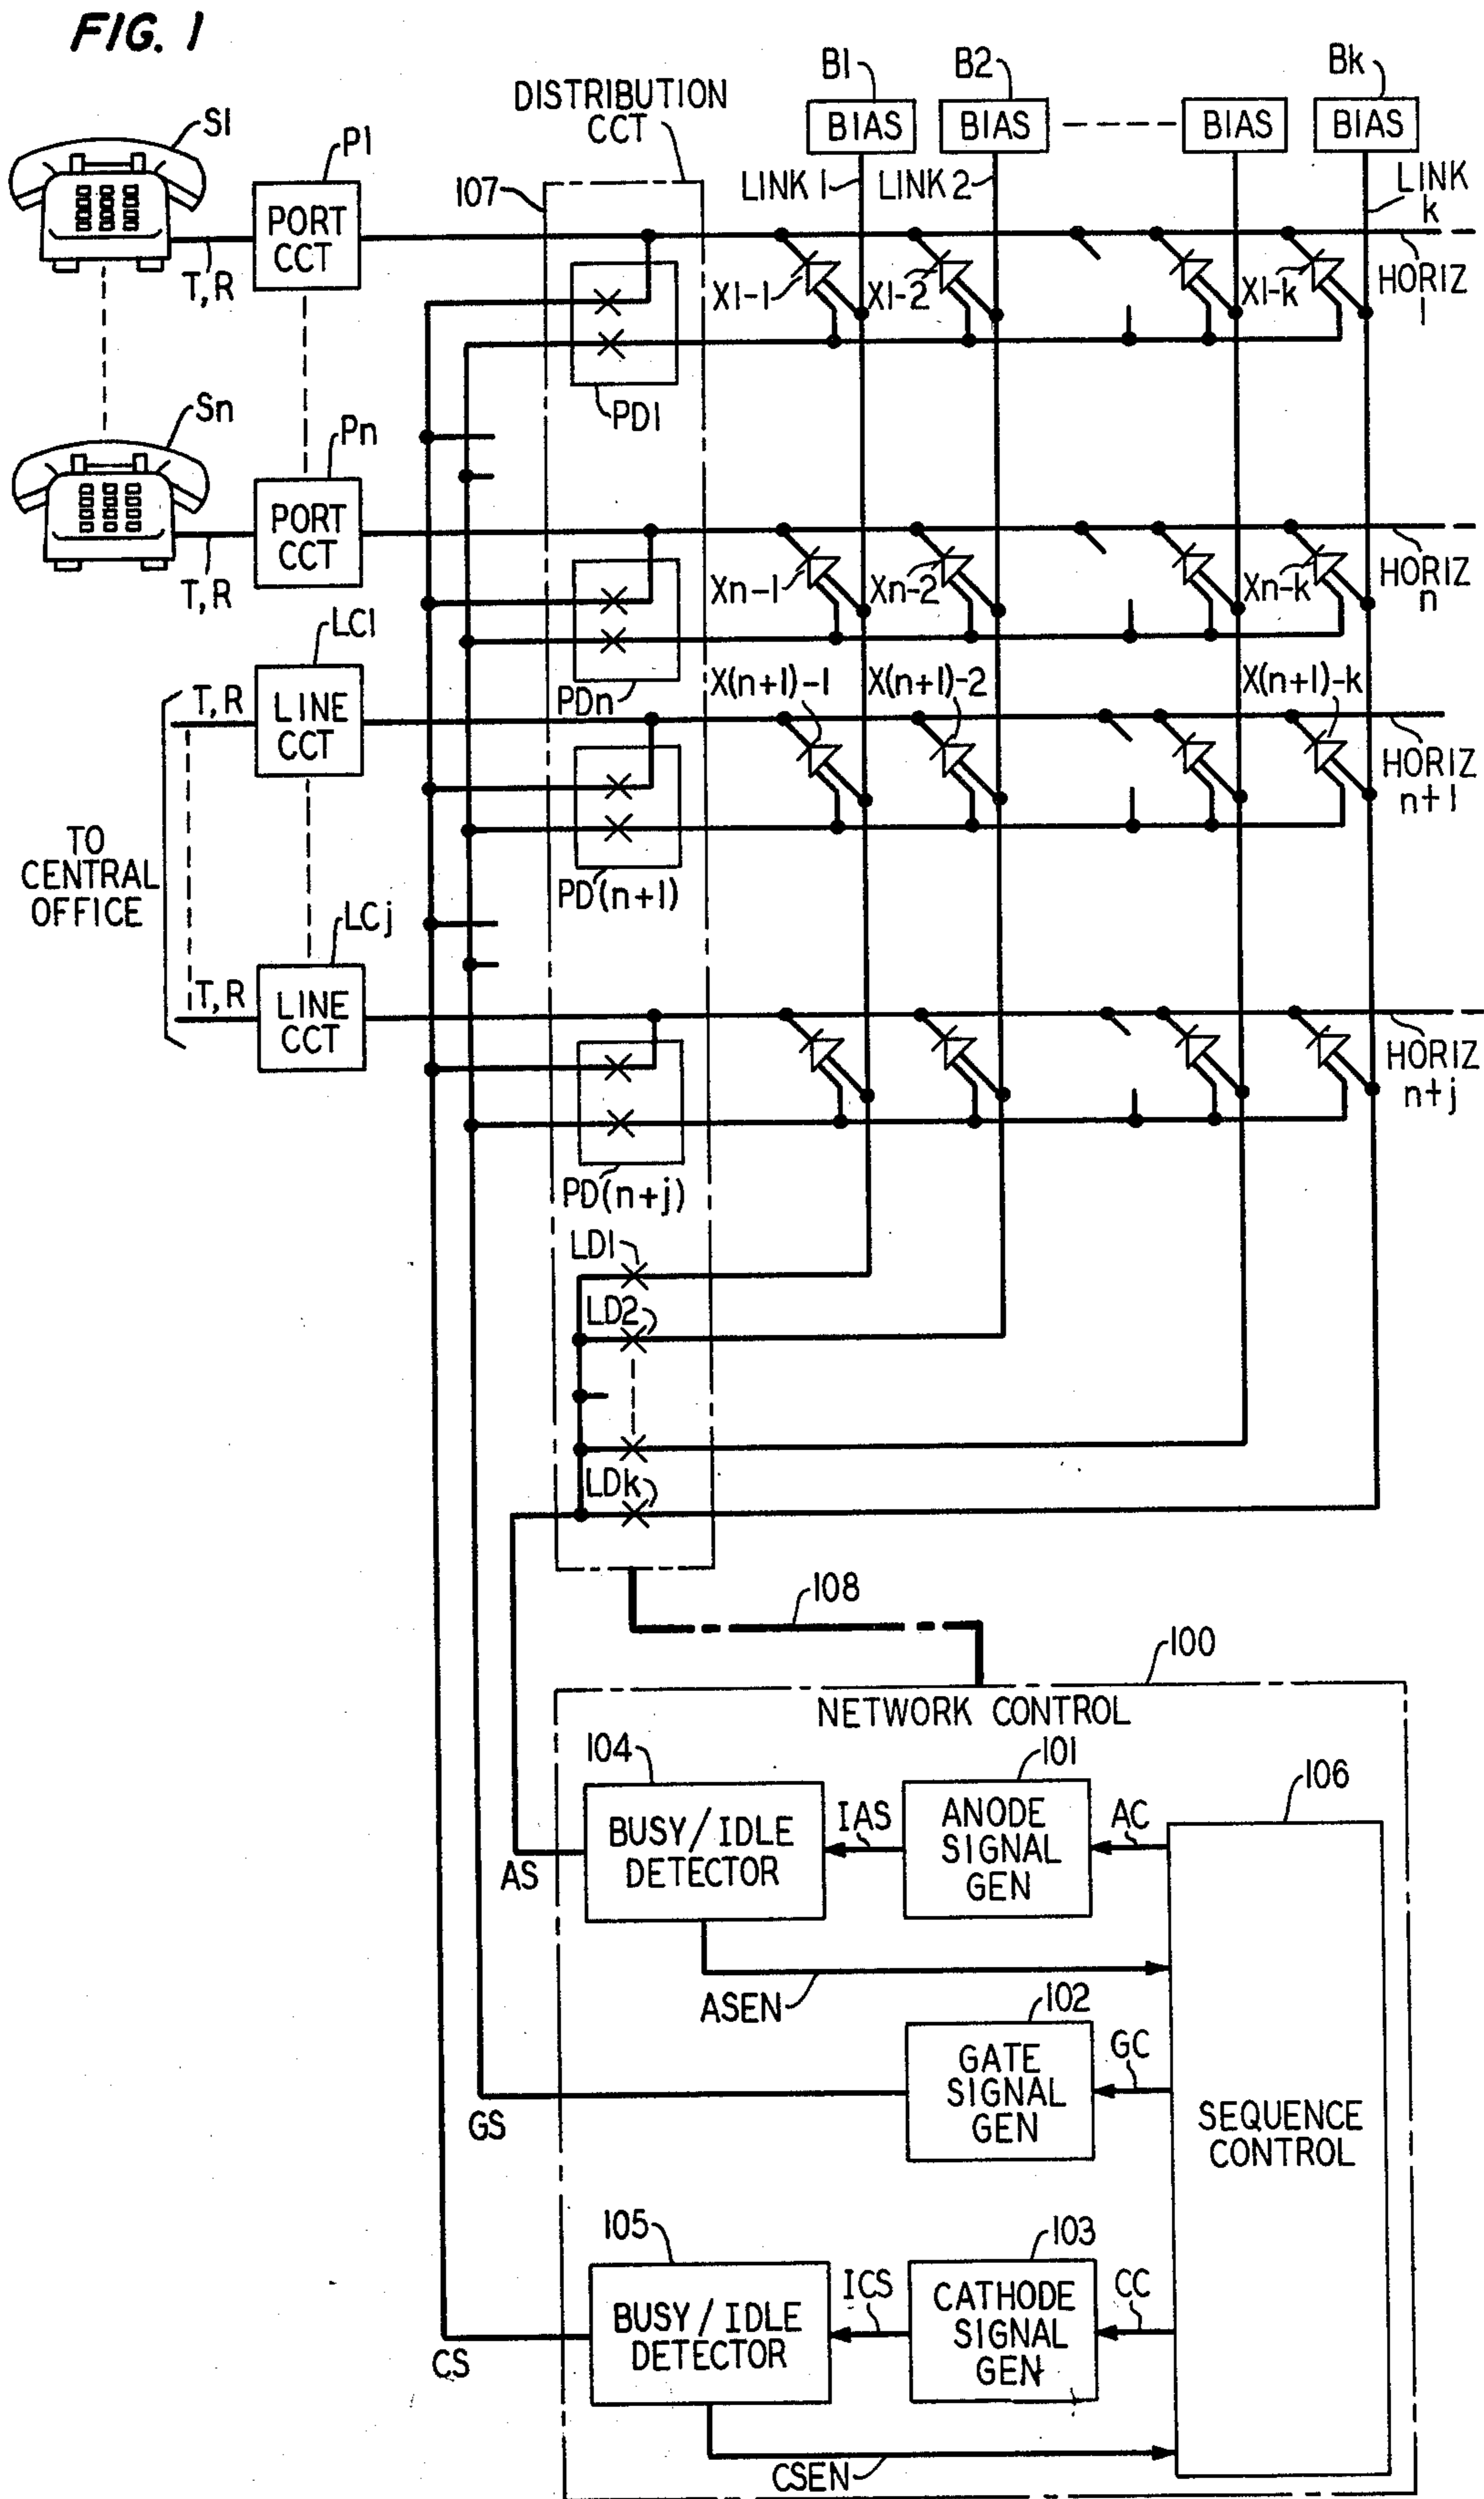 FIG. 1
S1
P1
PORT
CCT
T,R
DISTRIBUTION
CCT
107
B1
BIAS
B2
BIAS
BIAS
Bk
BIAS
LINK 1
LINK 2
LINK
k
X1-1
X1-2
X1-k
HORIZ
1
PD1
Sn
Pn
PORT
CCT
T,R
Xn-1
Xn-2
Xn-k
HORIZ
n
PDn
LC1
T,R
LINE
CCT
X(n+1)-1
X(n+1)-2
X(n+1)-k
HORIZ
n+1
PD(n+1)
TO
CENTRAL
OFFICE
LCj
T,R
LINE
CCT
HORIZ
n+j
PD(n+j)
LD1
LD2
LDk
108
100
NETWORK CONTROL
104
BUSY/IDLE
DETECTOR
AS
IAS
101
ANODE
SIGNAL
GEN
AC
106
SEQUENCE
CONTROL
ASEN
102
GATE
SIGNAL
GEN
GC
GS
105
BUSY/IDLE
DETECTOR
CS
ICS
103
CATHODE
SIGNAL
GEN
CC
CSEN